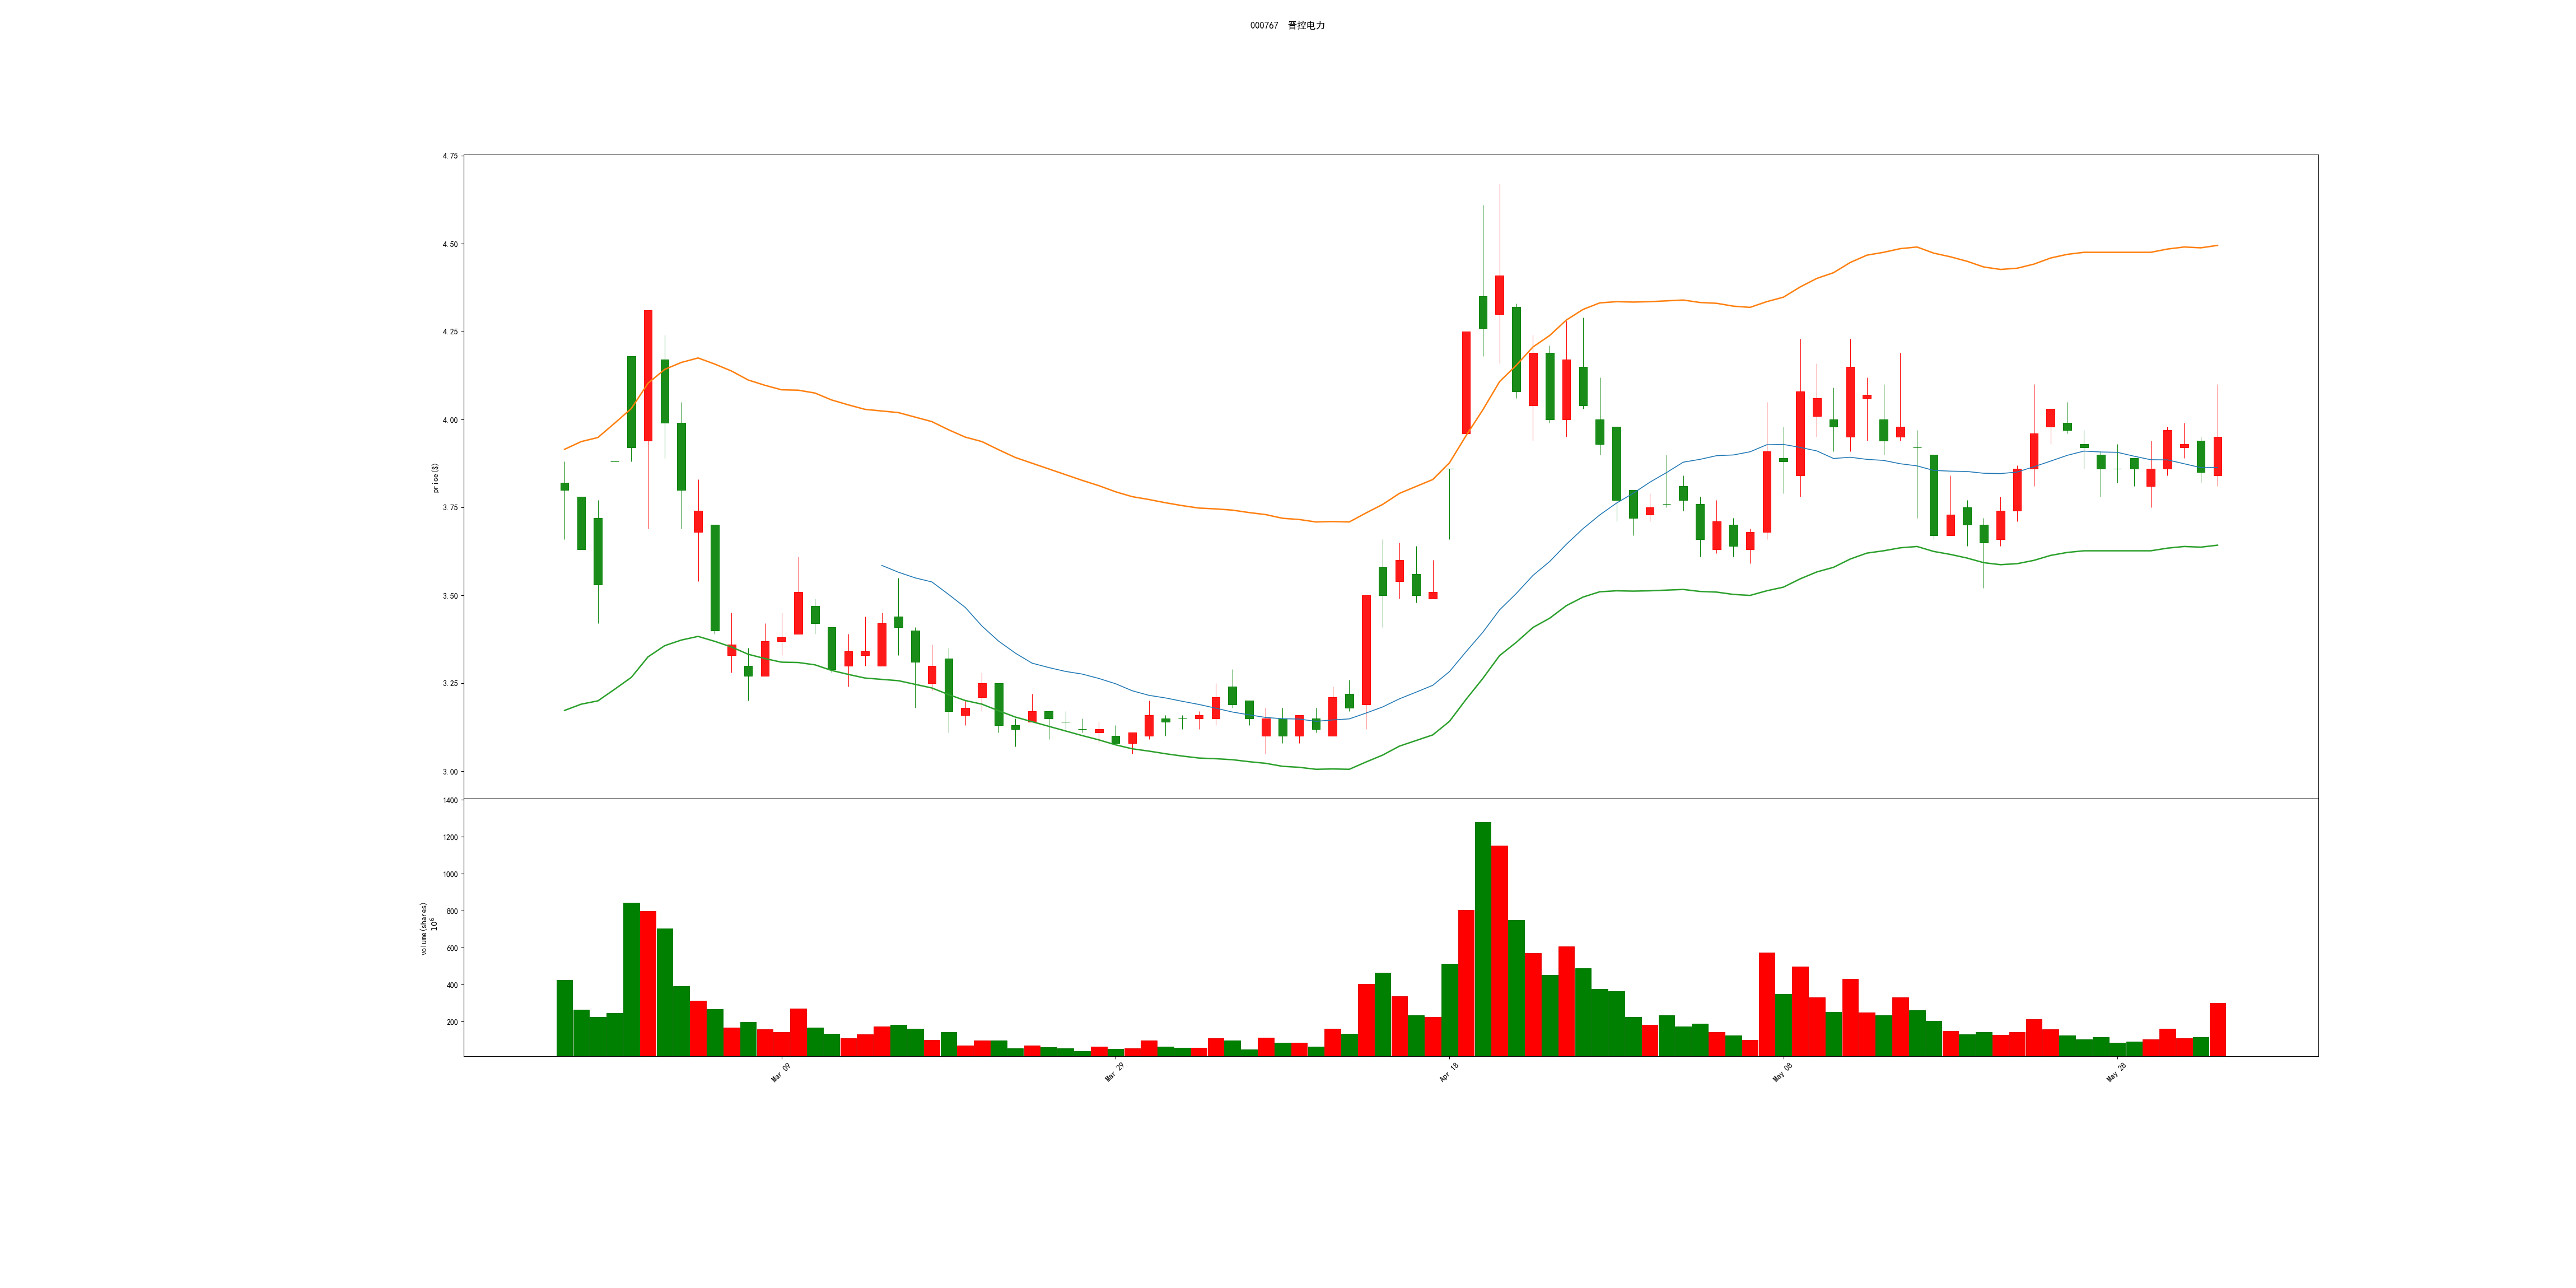 000767 晋控电力
4.75
4.50
4.25
4.00
3.75
3.50
3.25
3.00
price($)
1400
1200
1000
800
600
400
200
volume(shares)
10^6
Mar 09
Mar 29
Apr 18
May 08
May 28